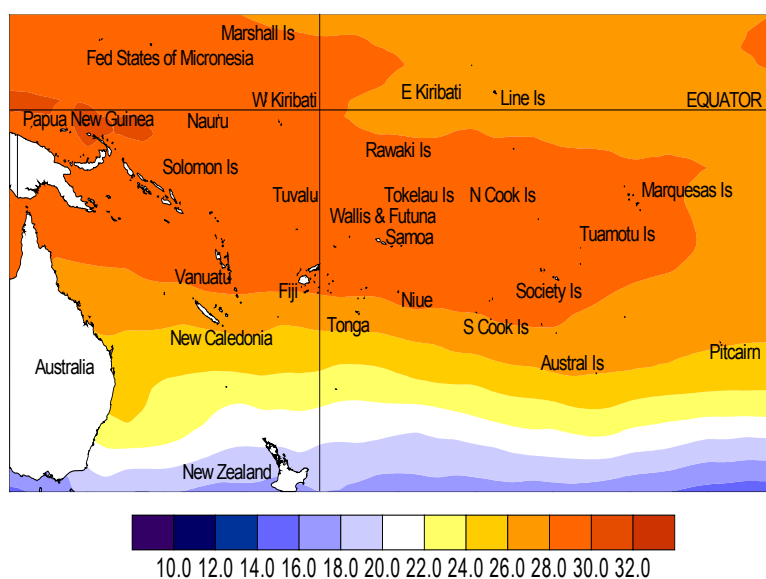 Marshall Is
Fed States of Micronesia
W Kiribati
E Kiribati
Line Is
EQUATOR
Papua New Guinea
Nauru
Rawaki Is
Solomon Is
Tuvalu
Tokelau Is
N Cook Is
Marquesas Is
Wallis & Futuna
Samoa
Tuamotu Is
Vanuatu
Fiji
Niue
Society Is
Tonga
S Cook Is
New Caledonia
Austral Is
Pitcairn
Australia
New Zealand
10.0 12.0 14.0 16.0 18.0 20.0 22.0 24.0 26.0 28.0 30.0 32.0